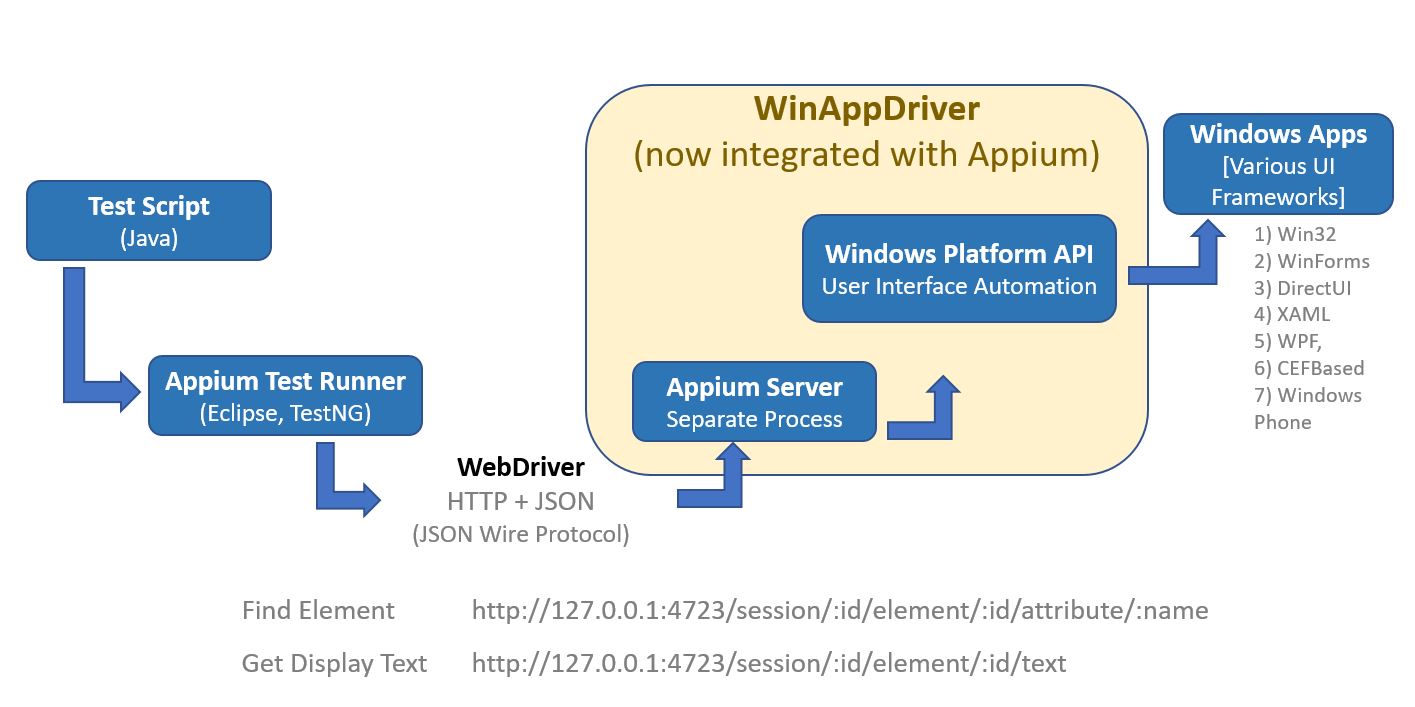 WinAppDriver
(now integrated with Appium)
Windows Apps
[Various UI
Frameworks]
Test Script
(Java)
Windows Platform API
User Interface Automation
1) Win32
2) WinForms
3) DirectUI
4) XAML
5) WPF,
6) CEFBased
7) Windows
Phone
Appium Test Runner
(Eclipse, TestNG)
Appium Server
Separate Process
WebDriver
HTTP + JSON
(JSON Wire Protocol)
Find Element http://127.0.0.1:4723/session/:id/element/:id/attribute/:name
Get Display Text http://127.0.0.1:4723/session/:id/element/:id/text